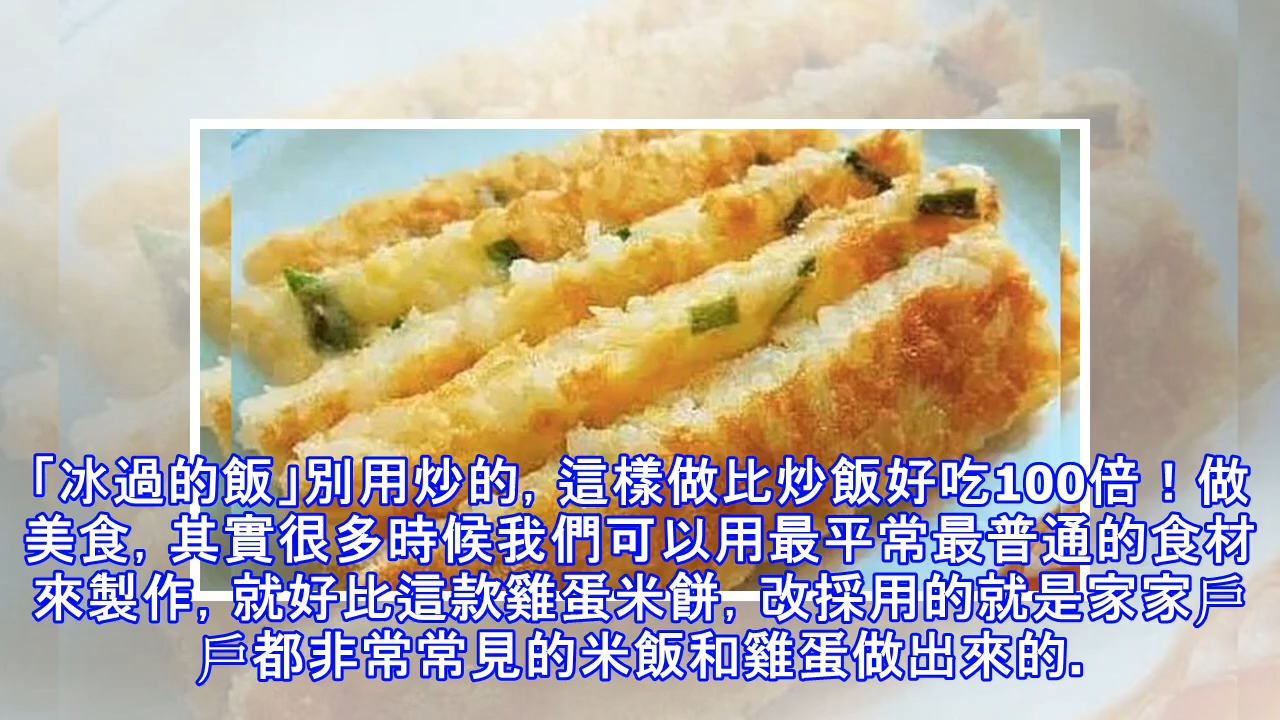 「冰過的飯」別用炒的, 這樣做比炒飯好吃100倍！做
美食, 其實很多時候我們可以用最平常最普通的食材
來製作, 就好比這款雞蛋米餅, 改採用的就是家家戶
戶都非常常見的米飯和雞蛋做出來的.